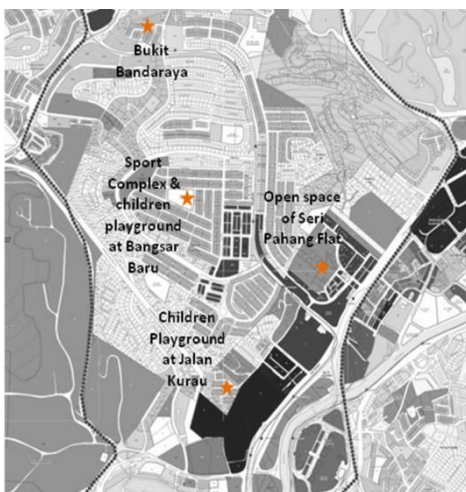 Bukit
Bandaraya
Sport
Complex &
children
playground
at Bangsar
Baru
Open space
of Seri
Pahang Flat
Children
Playground
at Jalan
Kurau